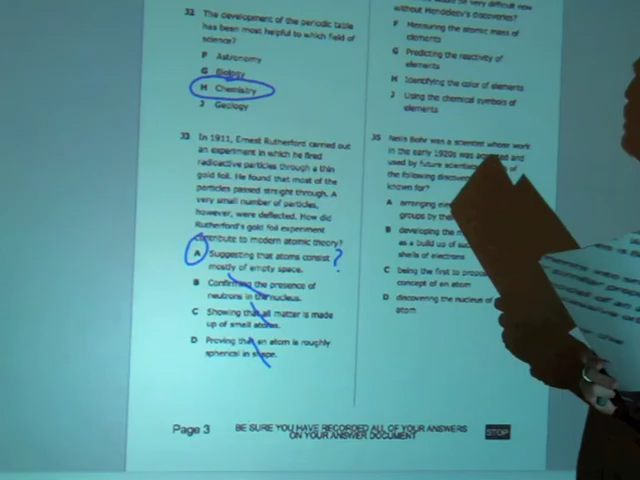 32 The development of the periodic table
has been most helpful to which field of
science?
F Astronomy
G Biology
H Chemistry
J Geology
33 In 1911, Ernest Rutherford carried out
an experiment in which he fired
radioactive particles through a thin
gold foil. He found that most of the
particles passed straight through. A
very small number of particles,
however, were deflected. How did
Rutherford's gold foil experiment
contribute to modern atomic theory?
A Suggesting that atoms consist ?
mostly of empty space.
B Confirming the presence of
neutrons in the nucleus.
C Showing that all matter is made
up of small atoms.
D Proving that an atom is roughly
spherical in shape.
be very difficult now
without Mendeleev's discoveries?
F Measuring the atomic mass of
elements
G Predicting the reactivity of
elements
H Identifying the color of elements
J Using the chemical symbols of
elements
35 Neils Bohr was a scientist whose work
in the early 1920s was and
used by future of
the following
known for?
A arranging
groups by
B developing the
as a build up of
shells of electrons
C being the first to
concept of an atom
D discovering the nucleus of
atom
Page 3
BE SURE YOU HAVE RECORDED ALL OF YOUR ANSWERS
ON YOUR ANSWER DOCUMENT
STOP